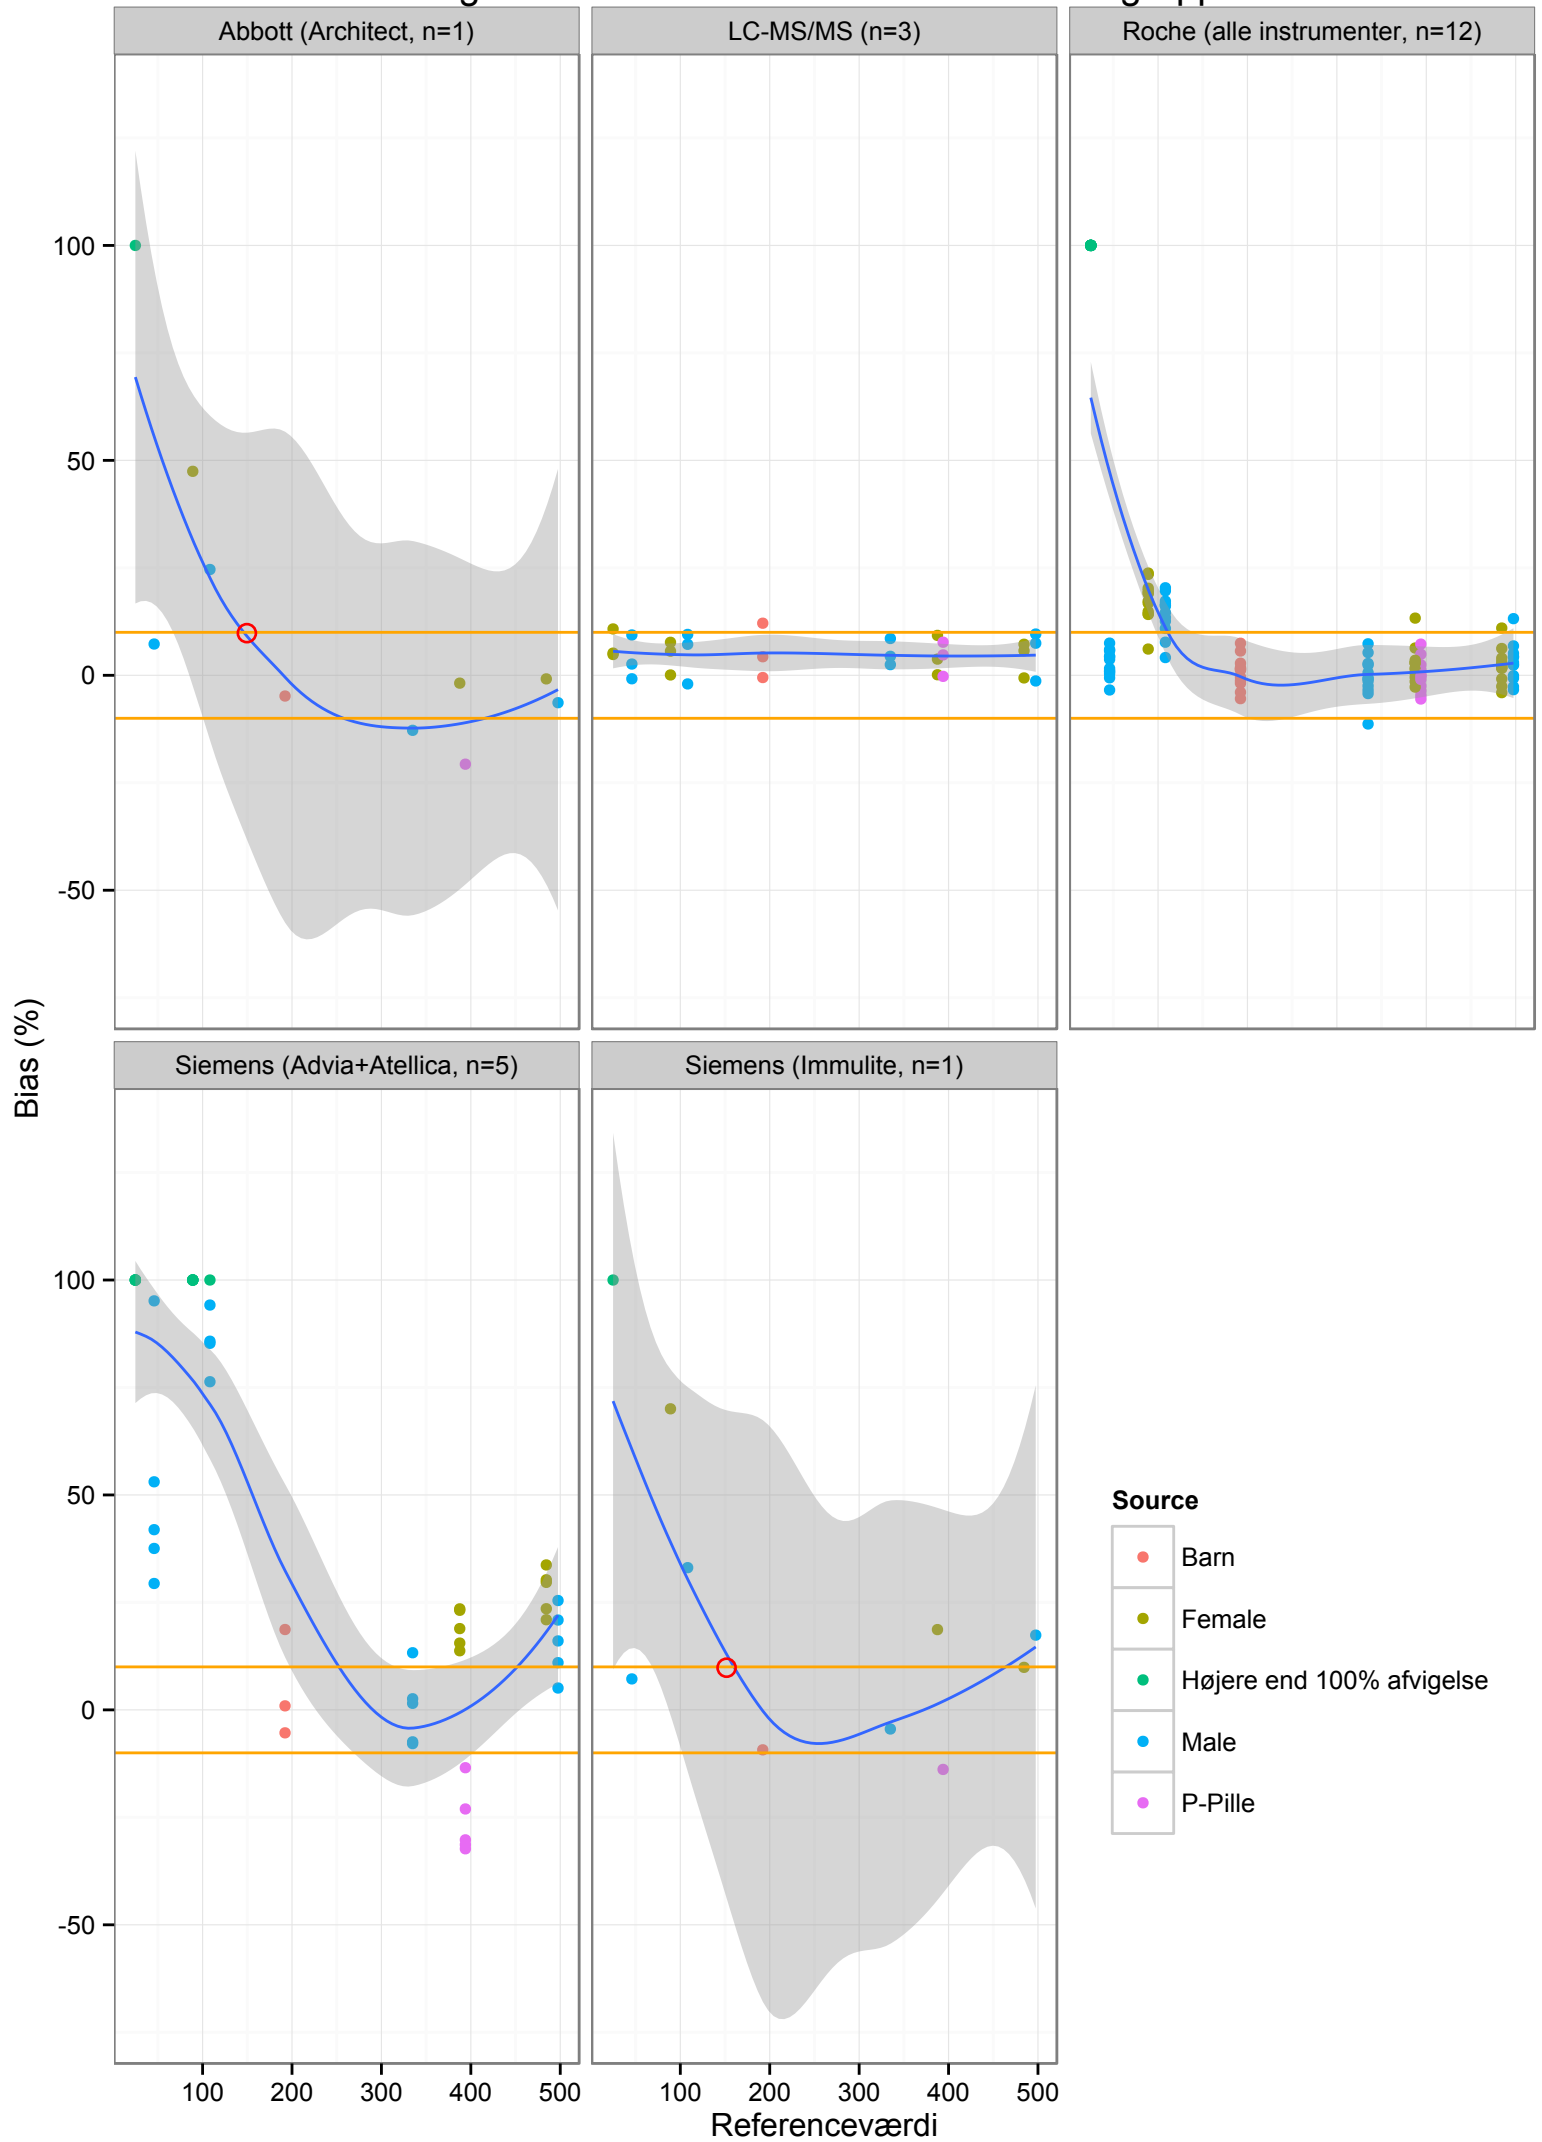 Abbott (Architect, n=1)
LC-MS/MS (n=3)
Roche (alle instrumenter, n=12)
100
50
0
-50
Bias (%)
Siemens (Advia+Atellica, n=5)
Siemens (Immulite, n=1)
100
50
0
-50
100 200 300 400 500
100 200 300 400 500
Referenceværdi
Source
Barn
Female
Højere end 100% afvigelse
Male
P-Pille